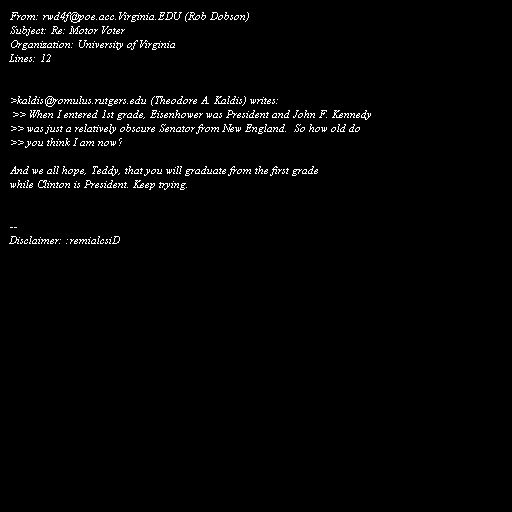 From: rwd4f@poe.acc.Virginia.EDU (Rob Dobson)
Subject: Re: Motor Voter
Organization: University of Virginia
Lines: 12
>kaldis@romulus.rutgers.edu (Theodore A. Kaldis) writes:
>> When I entered 1st grade, Eisenhower was President and John F. Kennedy
>> was just a relatively obscure Senator from New England.  So how old do
>> you think I am now?
And we all hope, Teddy, that you will graduate from the first grade
while Clinton is President. Keep trying.
--
Disclaimer: :remialcsiD